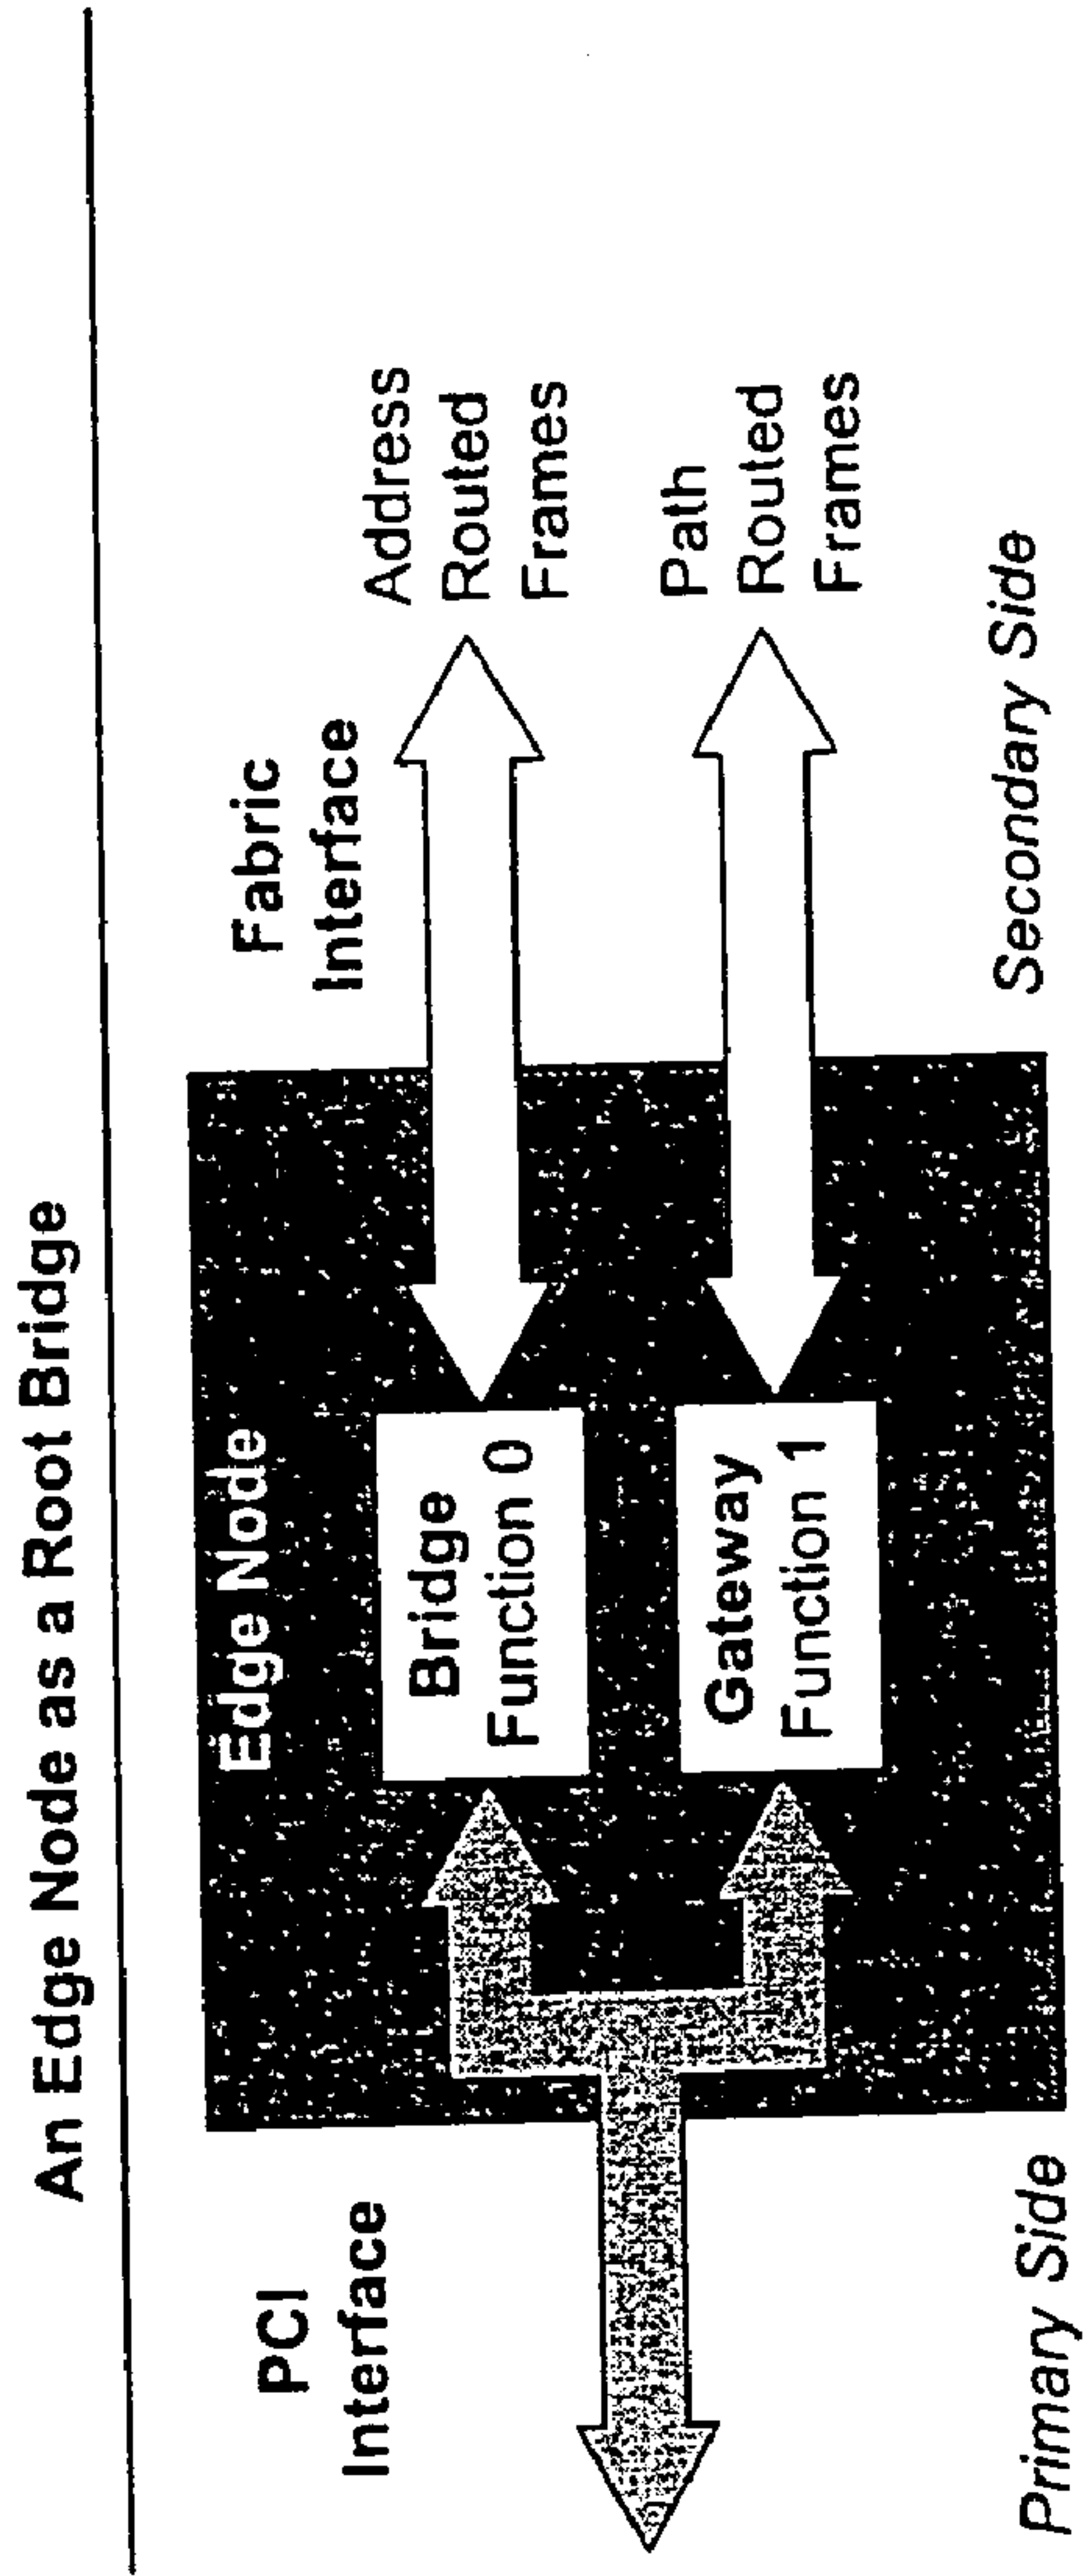 An Edge Node as a Root Bridge
PCI
Interface
Edge Node
Fabric
Interface
Bridge
Function 0
Address
Routed
Frames
Gateway
Function 1
Path
Routed
Frames
Primary Side
Secondary Side